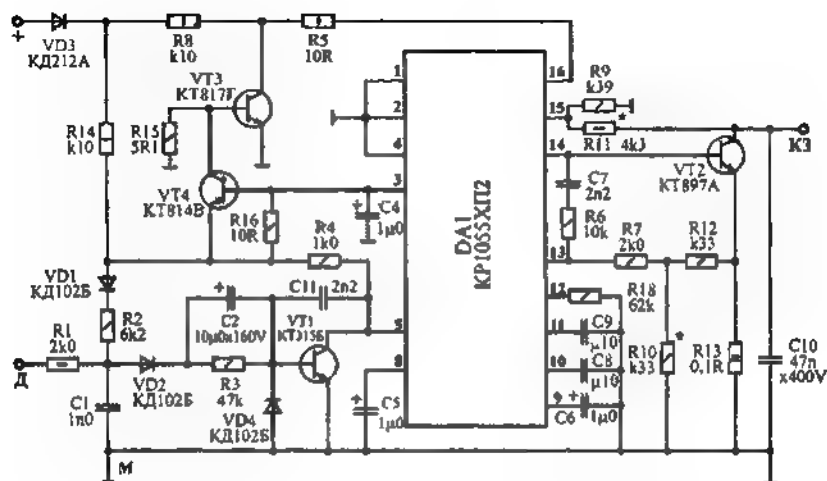 +
VD3
КД212А
R8
k10
R5
10R
VT3
КТ817Г
R14
k10
R15
5R1
VT4
КТ814В
R16
10R
R4
1k0
C4
1µ0
VD1
КД102Б
R2
6k2
R1
2k0
Д
C1
1n0
VD2
КД102Б
C2
10µ0x160V
C11
2n2
R3
47k
VD4
КД102Б
VT1
КТ315Б
C5
1µ0
М
1
2
4
3
5
8
DA1
КР1055ХП2
16
15
14
13
12
11
10
9
R9
k39
R11
4k3
*
КЗ
VT2
КТ897А
C7
2n2
R6
10k
R7
2k0
R12
k33
R18
62k
C9
µ10
C8
µ10
C6
+
1µ0
R10
k33
*
R13
0,1R
C10
47n
x400V